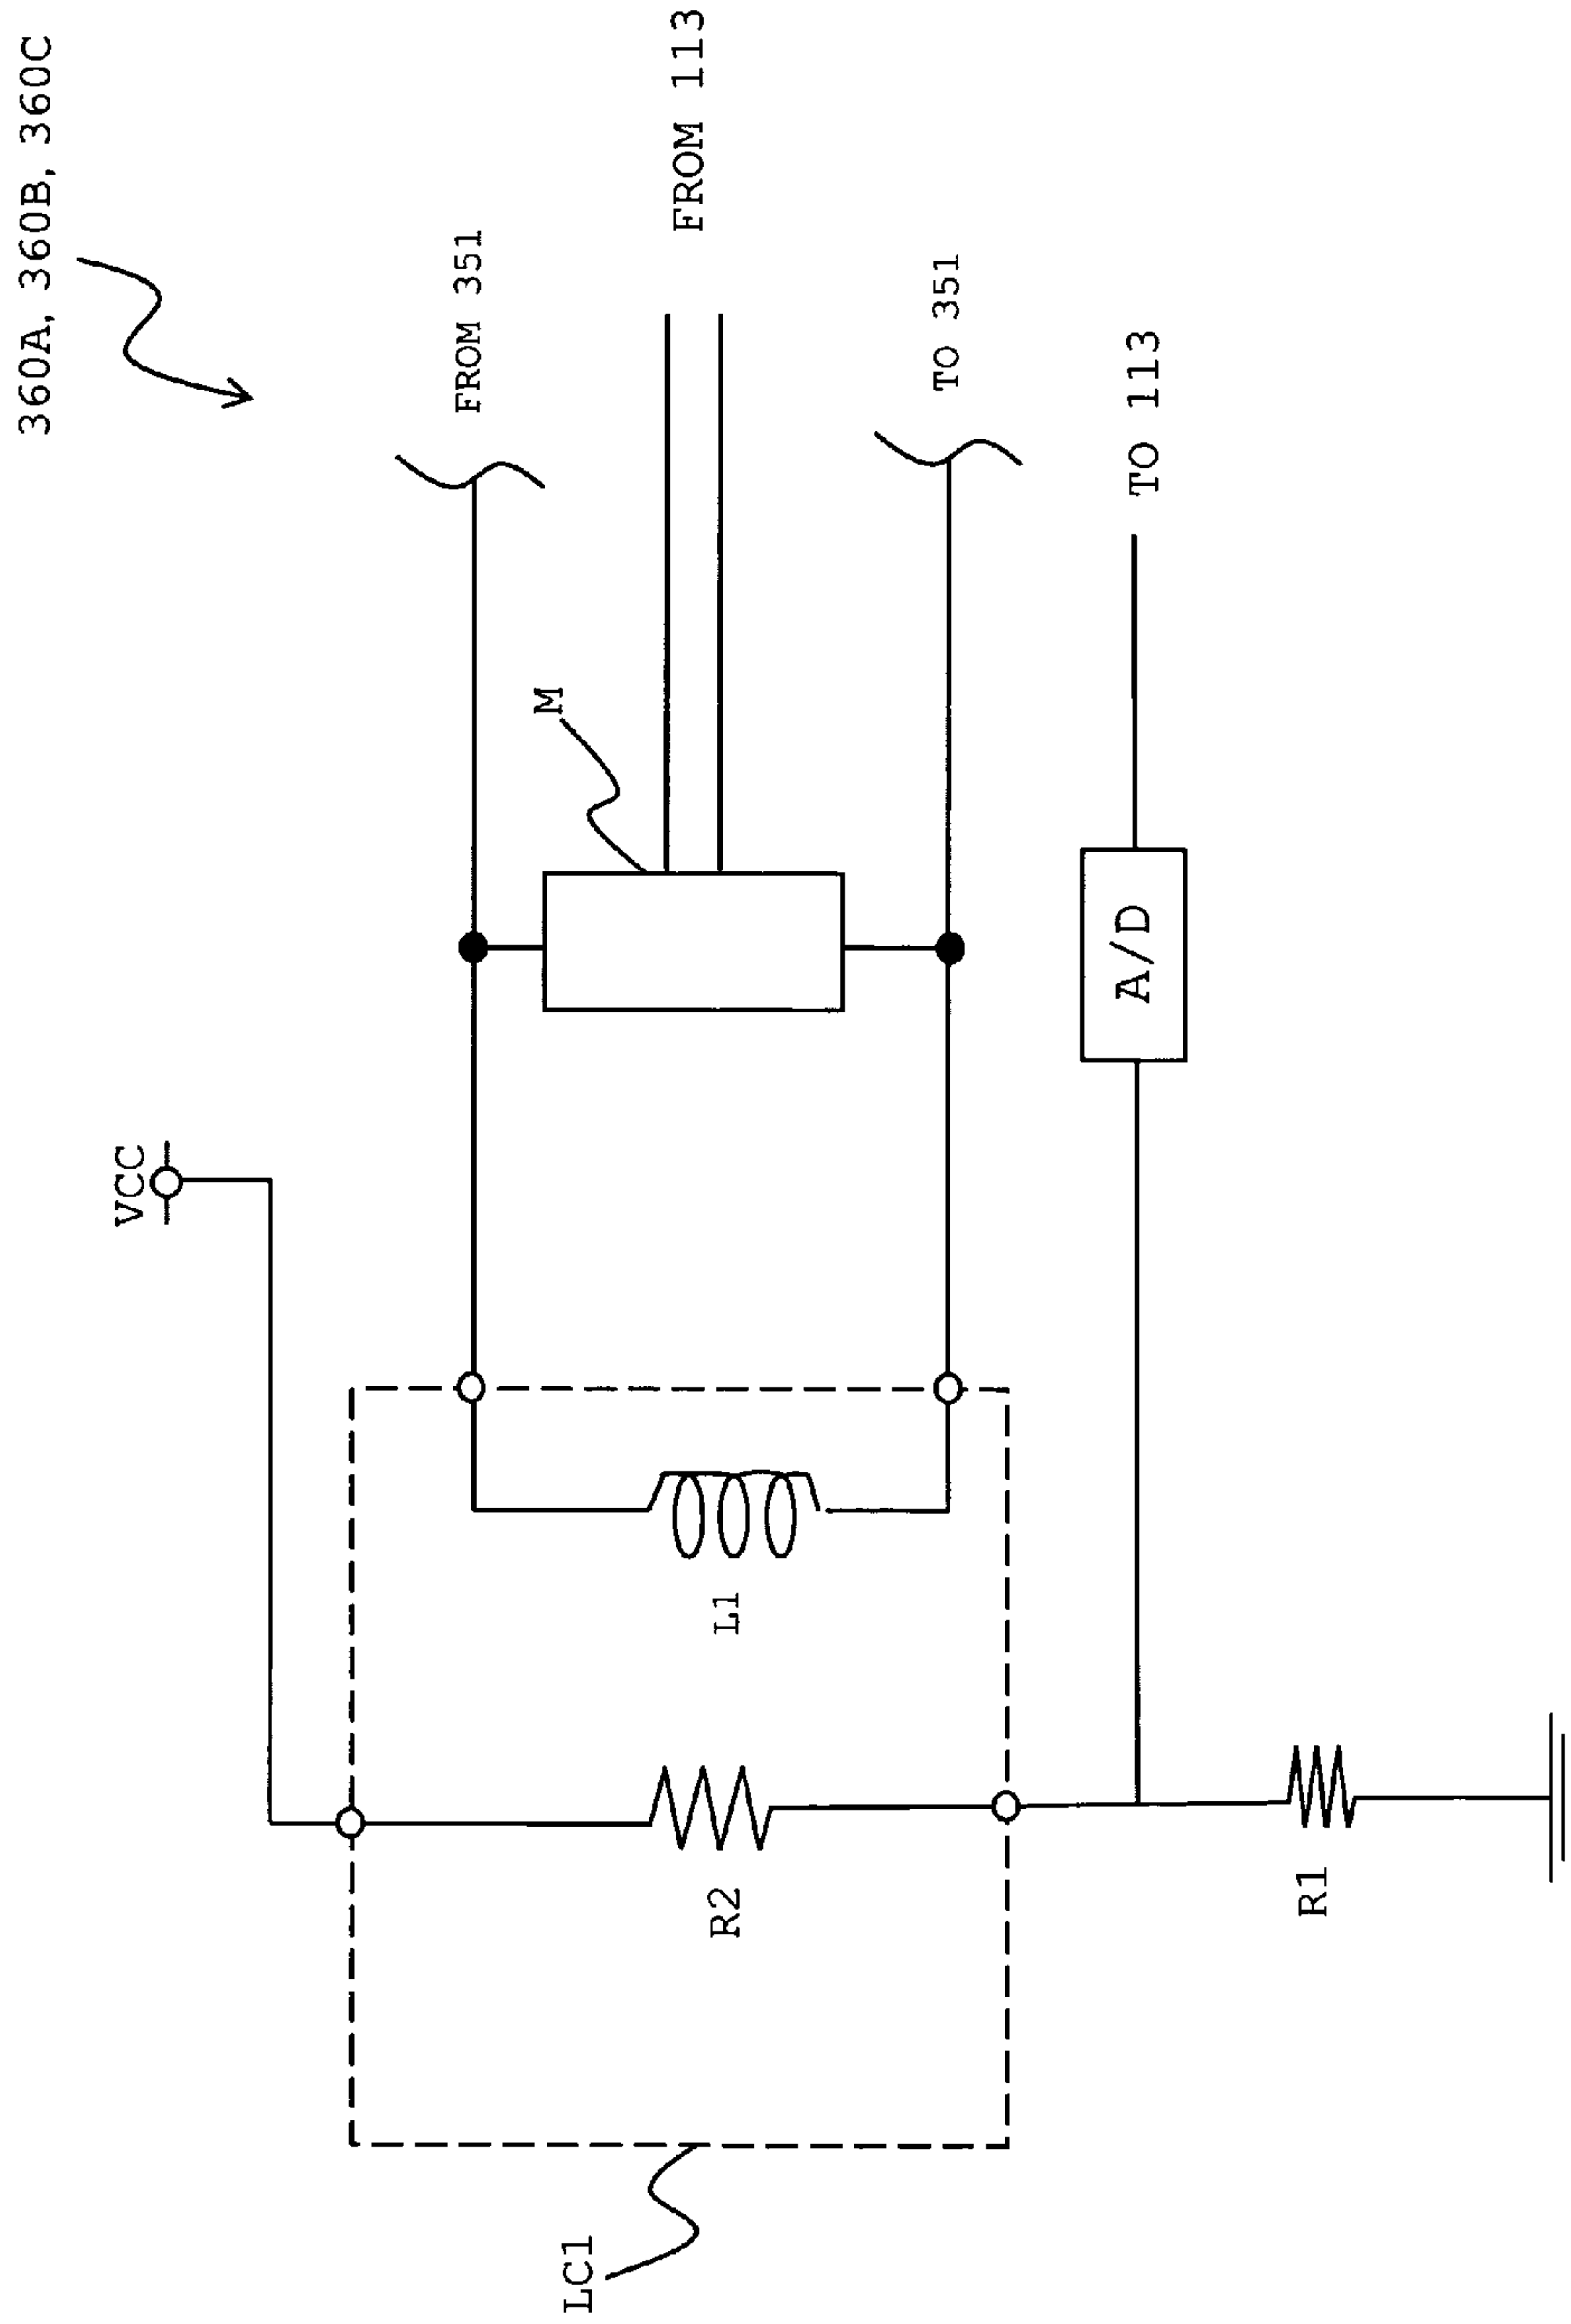 360A, 360B, 360C
VCC
FROM 351
M
FROM 113
TO 351
TO 113
A/D
L1
R2
R1
LC1